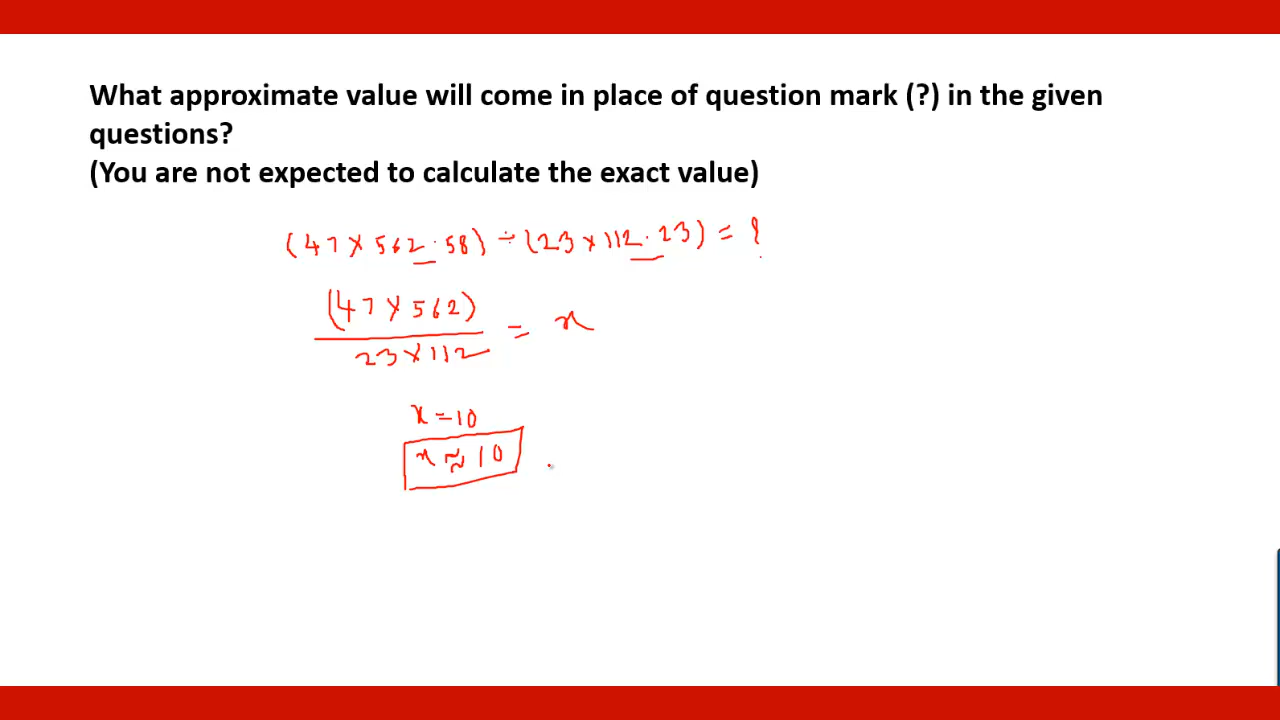 What approximate value will come in place of question mark (?) in the given
questions?
(You are not expected to calculate the exact value)
(47 × 562.58) ÷ (23 × 112.23) = ?
(47 × 562)
23 × 112
= x
x = 10
x ≈ 10